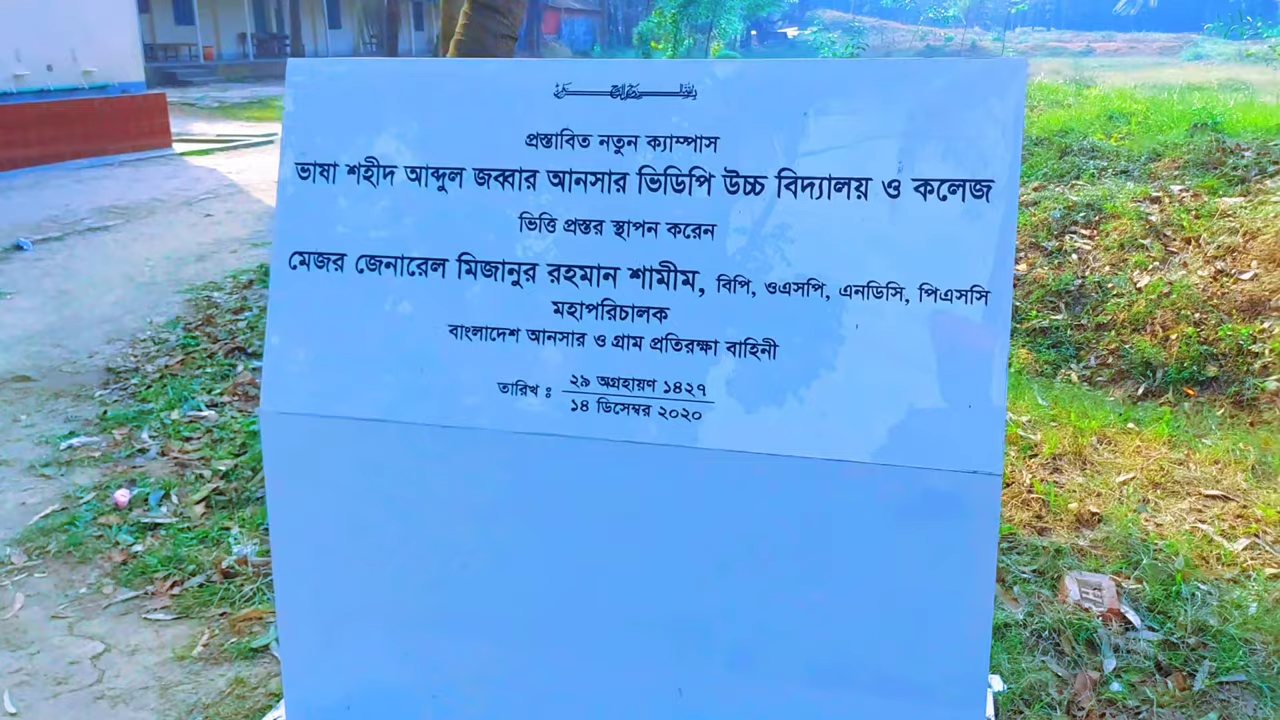 ﷽
প্রস্তাবিত নতুন ক্যাম্পাস
ভাষা শহীদ আব্দুল জব্বার আনসার ভিডিপি উচ্চ বিদ্যালয় ও কলেজ
ভিত্তি প্রস্তর স্থাপন করেন
মেজর জেনারেল মিজানুর রহমান শামীম, বিপি, ওএসপি, এনডিসি, পিএসসি
মহাপরিচালক
বাংলাদেশ আনসার ও গ্রাম প্রতিরক্ষা বাহিনী
তারিখ : ২৯ অগ্রহায়ণ ১৪২৭
১৪ ডিসেম্বর ২০২০